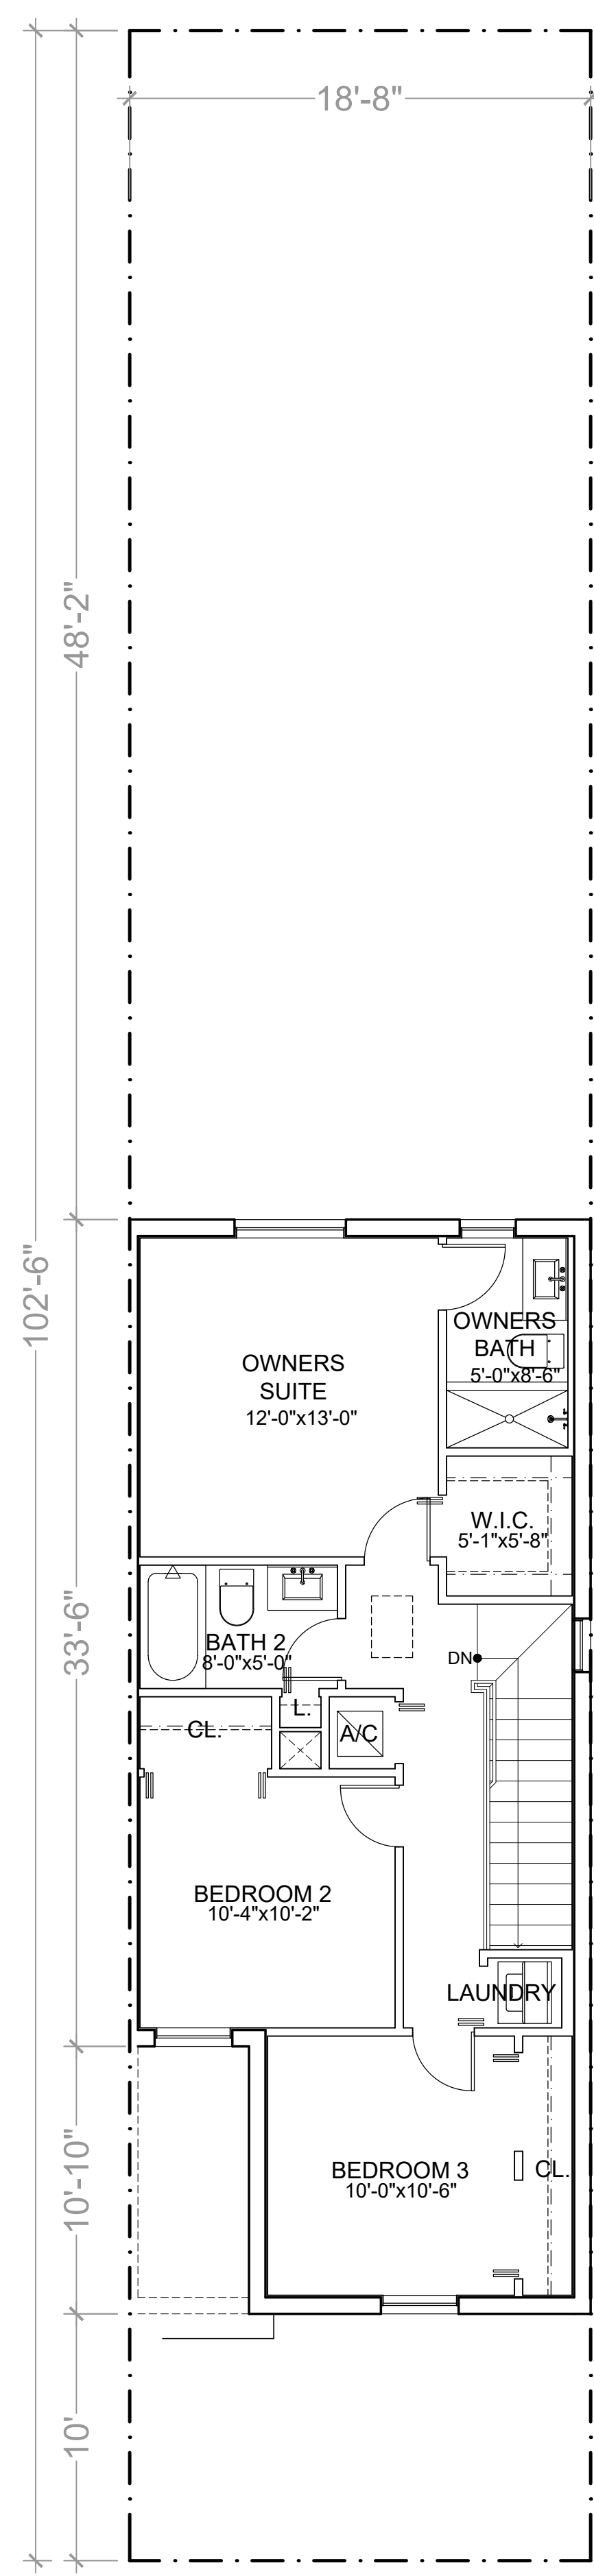 18'-8"
48'-2"
102'-6"
OWNERS
BATH
5'-0"x8'-6"
OWNERS
SUITE
12'-0"x13'-0"
W.I.C.
5'-1"x5'-8"
33'-6"
BATH 2
8'-0"x5'-0"
DN
L.
CL.
A/C
BEDROOM 2
10'-4"x10'-2"
LAUNDRY
10'-10"
BEDROOM 3
10'-0"x10'-6"
CL.
10'